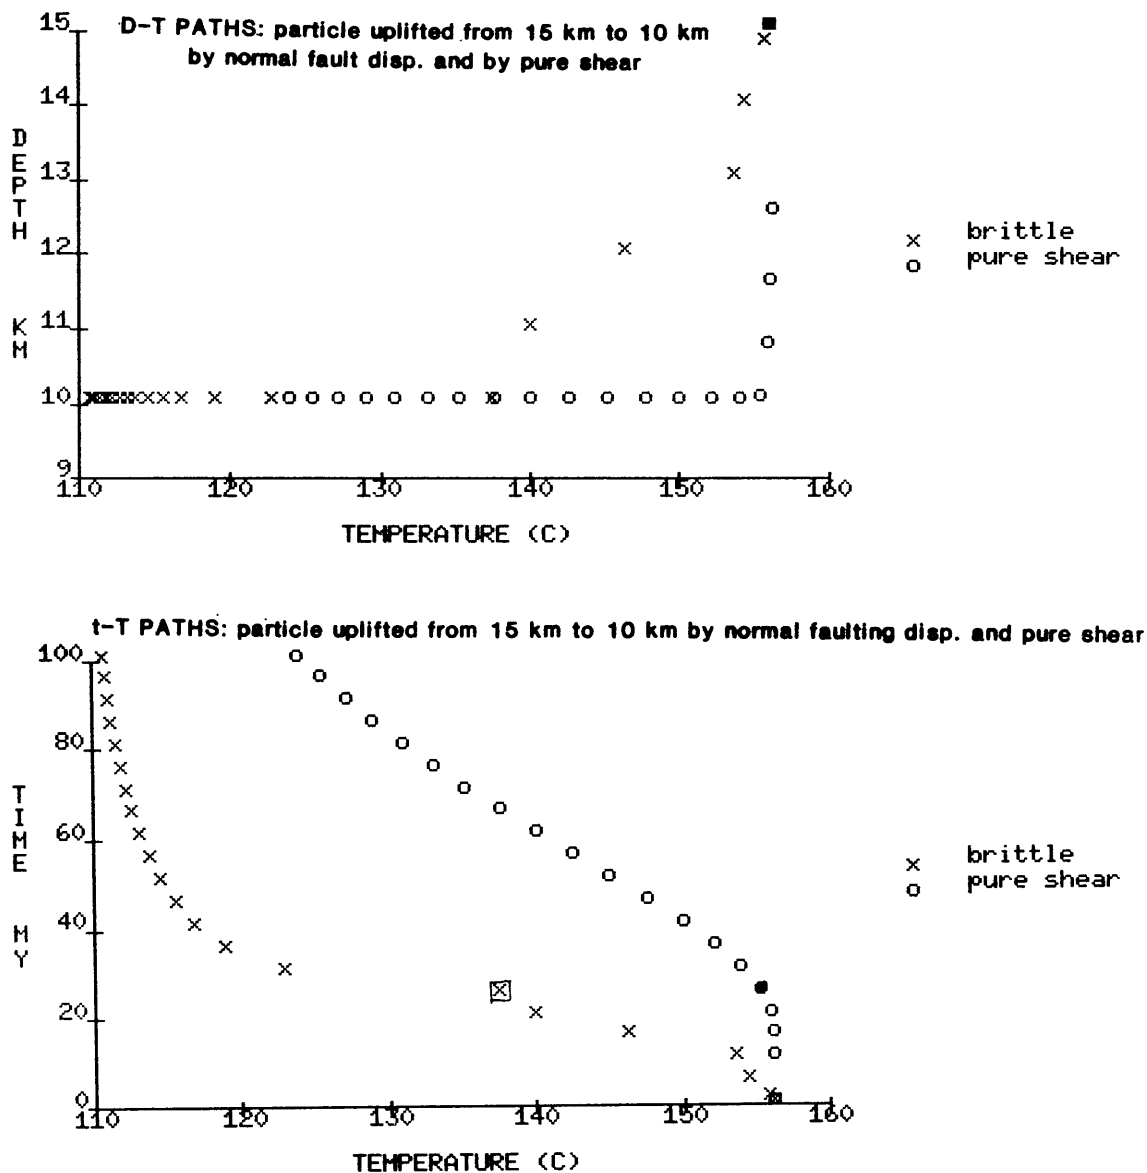 D-T PATHS: particle uplifted from 15 km to 10 km
by normal fault disp. and by pure shear
15
14
13
12
11
10
9
DEPTH KM
110 120 130 140 150 160
TEMPERATURE (C)
× brittle
o pure shear
t-T PATHS: particle uplifted from 15 km to 10 km by normal faulting disp. and pure shear
100
80
60
40
20
0
TIME MY
110 120 130 140 150 160
TEMPERATURE (C)
× brittle
o pure shear